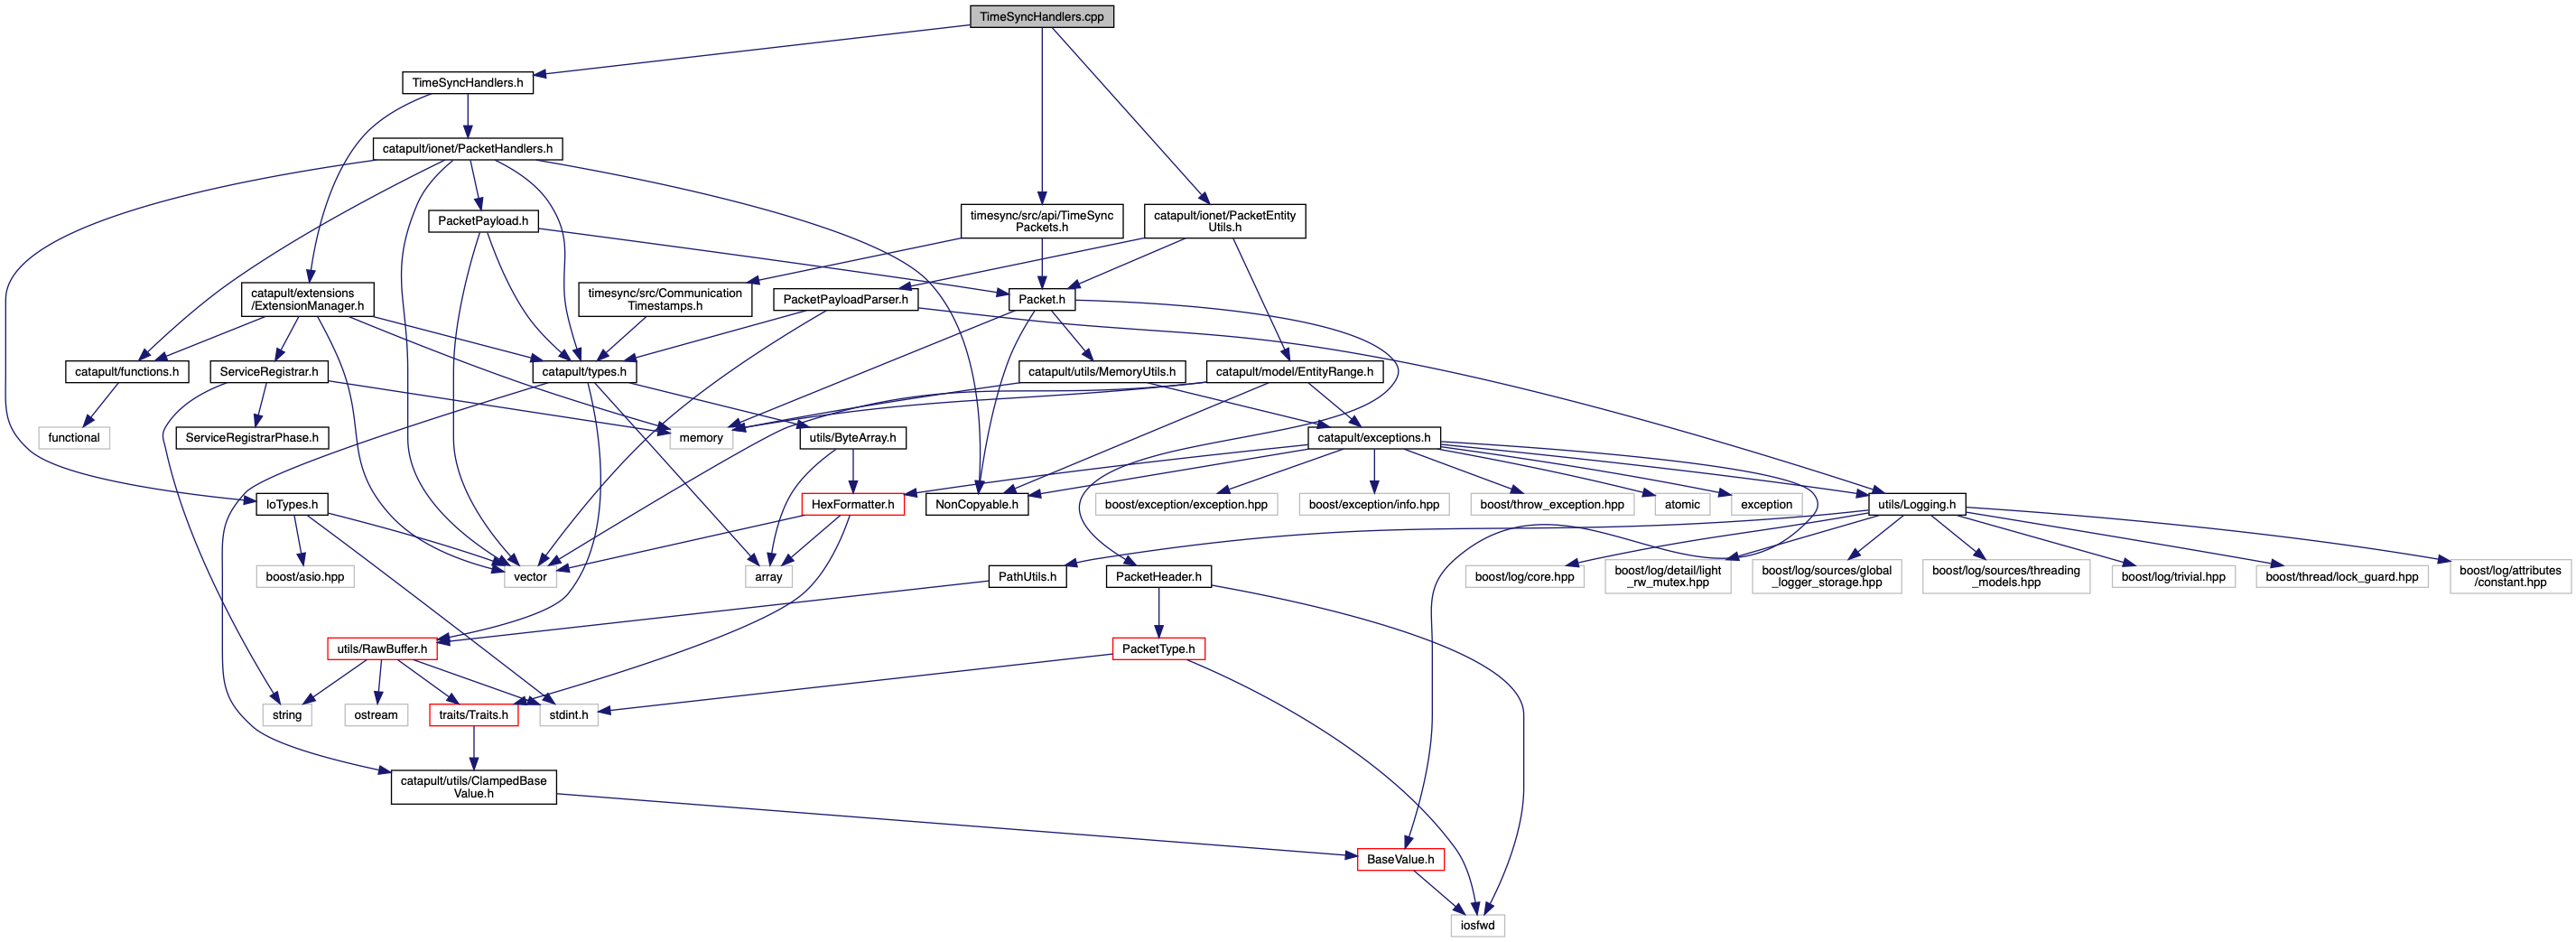 TimeSyncHandlers.cpp
TimeSyncHandlers.h
catapult/ionet/PacketHandlers.h
PacketPayload.h
timesync/src/api/TimeSync
Packets.h
catapult/ionet/PacketEntity
Utils.h
catapult/extensions
/ExtensionManager.h
timesync/src/Communication
Timestamps.h
PacketPayloadParser.h
Packet.h
catapult/functions.h
ServiceRegistrar.h
catapult/types.h
catapult/utils/MemoryUtils.h
catapult/model/EntityRange.h
functional
ServiceRegistrarPhase.h
memory
utils/ByteArray.h
catapult/exceptions.h
IoTypes.h
HexFormatter.h
NonCopyable.h
boost/exception/exception.hpp
boost/exception/info.hpp
boost/throw_exception.hpp
atomic
exception
utils/Logging.h
boost/asio.hpp
vector
array
PathUtils.h
PacketHeader.h
boost/log/core.hpp
boost/log/detail/light
_rw_mutex.hpp
boost/log/sources/global
_logger_storage.hpp
boost/log/sources/threading
_models.hpp
boost/log/trivial.hpp
boost/thread/lock_guard.hpp
boost/log/attributes
/constant.hpp
utils/RawBuffer.h
PacketType.h
string
ostream
traits/Traits.h
stdint.h
catapult/utils/ClampedBase
Value.h
BaseValue.h
iosfwd